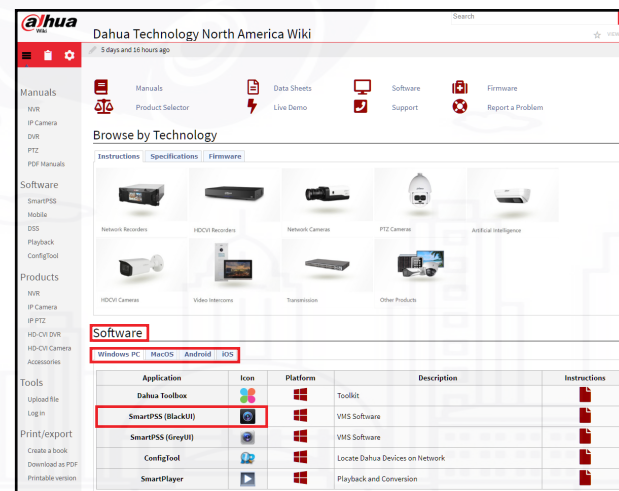 alhua
Wiki
Search
Dahua Technology North America Wiki
VIEW
5 days and 16 hours ago
Manuals
NVR
IP Camera
DVR
PTZ
PDF Manuals
Software
SmartPSS
Mobile
DSS
Playback
ConfigTool
Products
NVR
IP Camera
IP PTZ
HD-CVI DVR
HD-CVI Camera
Accessories
Tools
Upload file
Log in
Print/export
Create a book
Download as PDF
Printable version
Manuals Data Sheets Software Firmware
Product Selector Live Demo Support Report a Problem
Browse by Technology
Instructions Specifications Firmware
Network Recorders HDCVI Recorders Network Cameras PTZ Cameras Artificial Intelligence
HDCVI Cameras Video Intercoms Transmission Other Products
Software
Windows PC MacOS Android iOS
Application Icon Platform Description Instructions
Dahua Toolbox Toolkit
SmartPSS (BlackUI) VMS Software
SmartPSS (GreyUI) VMS Software
ConfigTool Locate Dahua Devices on Network
SmartPlayer Playback and Conversion